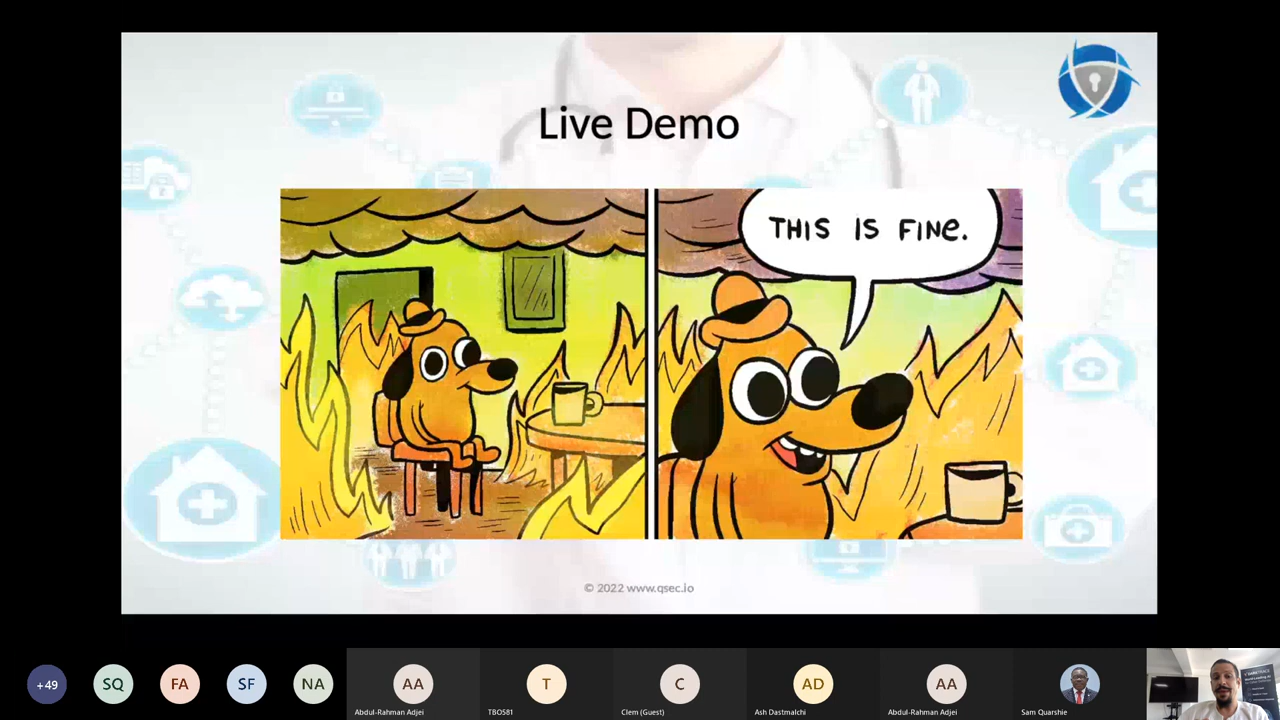 Live Demo
THIS IS FINE.
© 2022 www.qsec.io
+49
SQ
FA
SF
NA
AA
T
C
AD
AA
Abdul-Rahman Adjei
TBOS81
Clem (Guest)
Ash Dastmalchi
Abdul-Rahman Adjei
Sam Quarshie